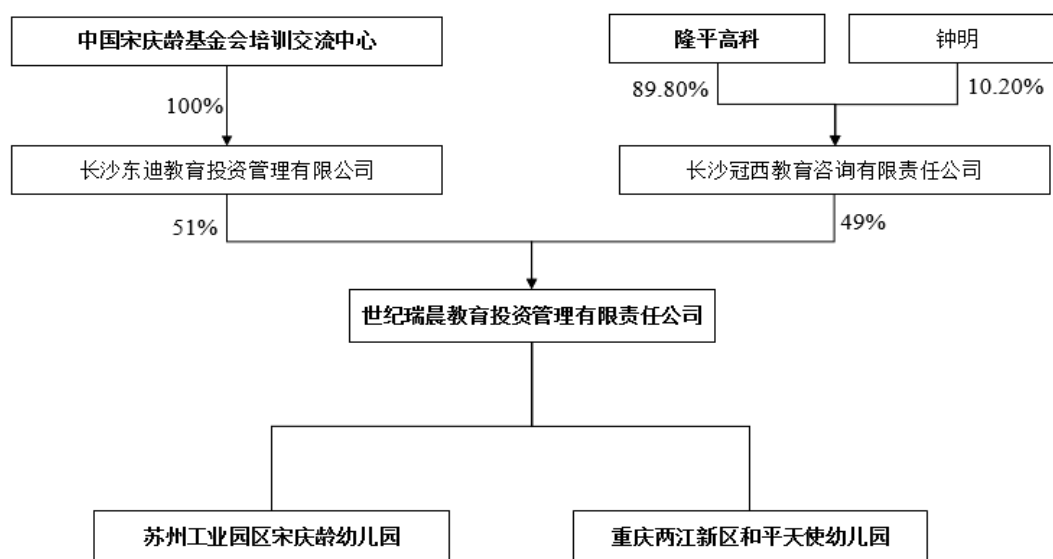 中国宋庆龄基金会培训交流中心
隆平高科
钟明
100%
89.80%
10.20%
长沙东迪教育投资管理有限公司
长沙冠西教育咨询有限责任公司
51%
49%
世纪瑞晨教育投资管理有限责任公司
苏州工业园区宋庆龄幼儿园
重庆两江新区和平天使幼儿园